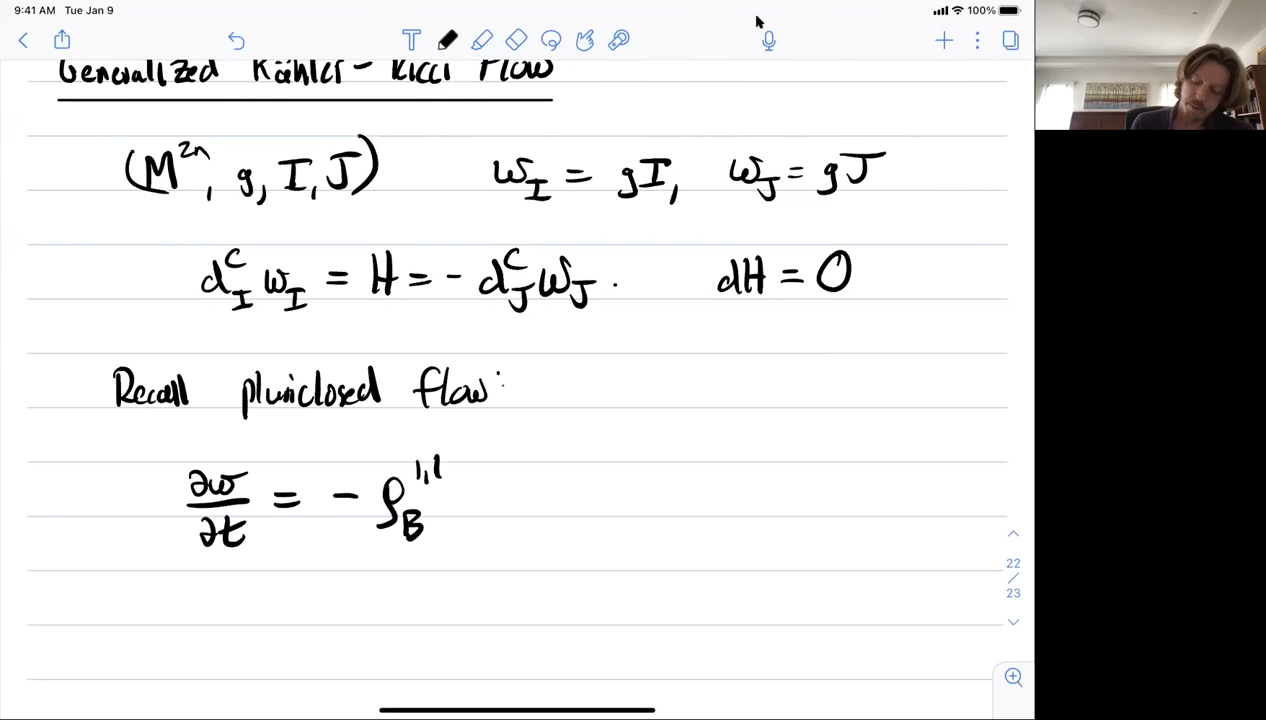 9:41 AM Tue Jan 9
100%
Generalized Kähler-Ricci Flow
(M²ⁿ, g, I, J) ω_I = gI, ω_J = gJ
d^c_I ω_I = H = - d^c_J ω_J. dH = 0
Recall pluriclosed flow:
∂ω/∂t = - ρ_B^{1,1}
22
/
23